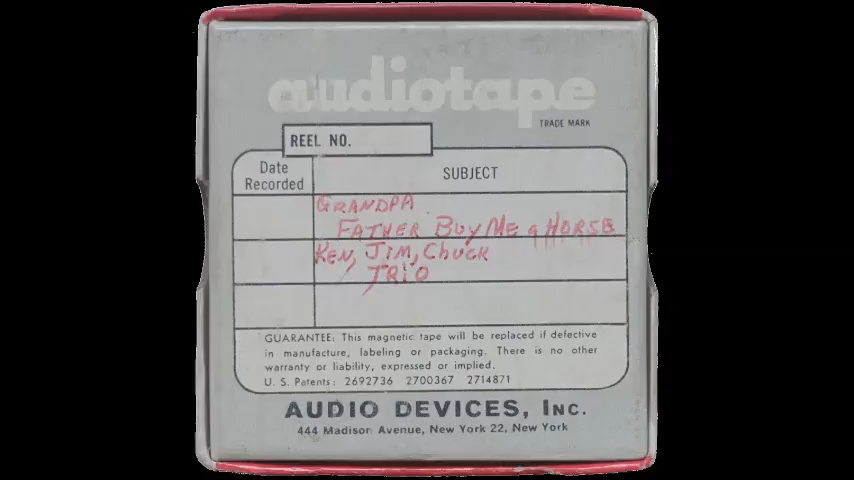 audiotape
TRADE MARK
REEL NO.
Date Recorded
SUBJECT
GRANDPA
FATHER BUY ME a HORSE
KEN, JIM, CHUCK
TRIO
GUARANTEE: This magnetic tape will be replaced if defective
in manufacture, labeling or packaging. There is no other
warranty or liability, expressed or implied.
U. S. Patents: 2692736 2700367 2714871
AUDIO DEVICES, INC.
444 Madison Avenue, New York 22, New York